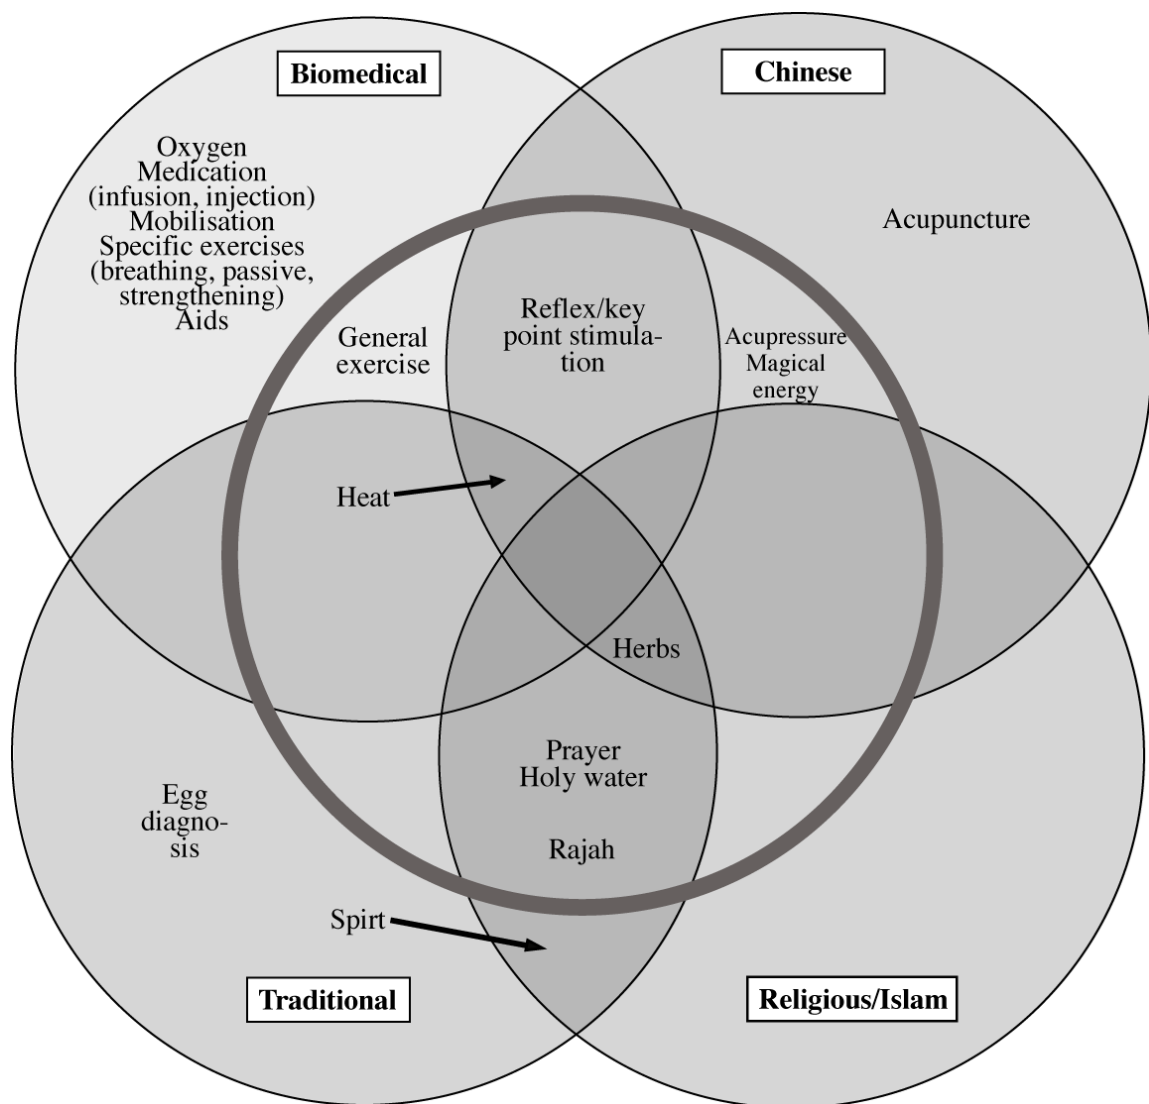 Biomedical
Chinese
Oxygen
Medication
(infusion, injection)
Mobilisation
Specific exercises
(breathing, passive,
strengthening)
Aids
Acupuncture
General
exercise
Reflex/key
point stimula-
tion
Acupressure
Magical
energy
Heat
Herbs
Prayer
Holy water
Rajah
Egg
diagno-
sis
Spirt
Traditional
Religious/Islam